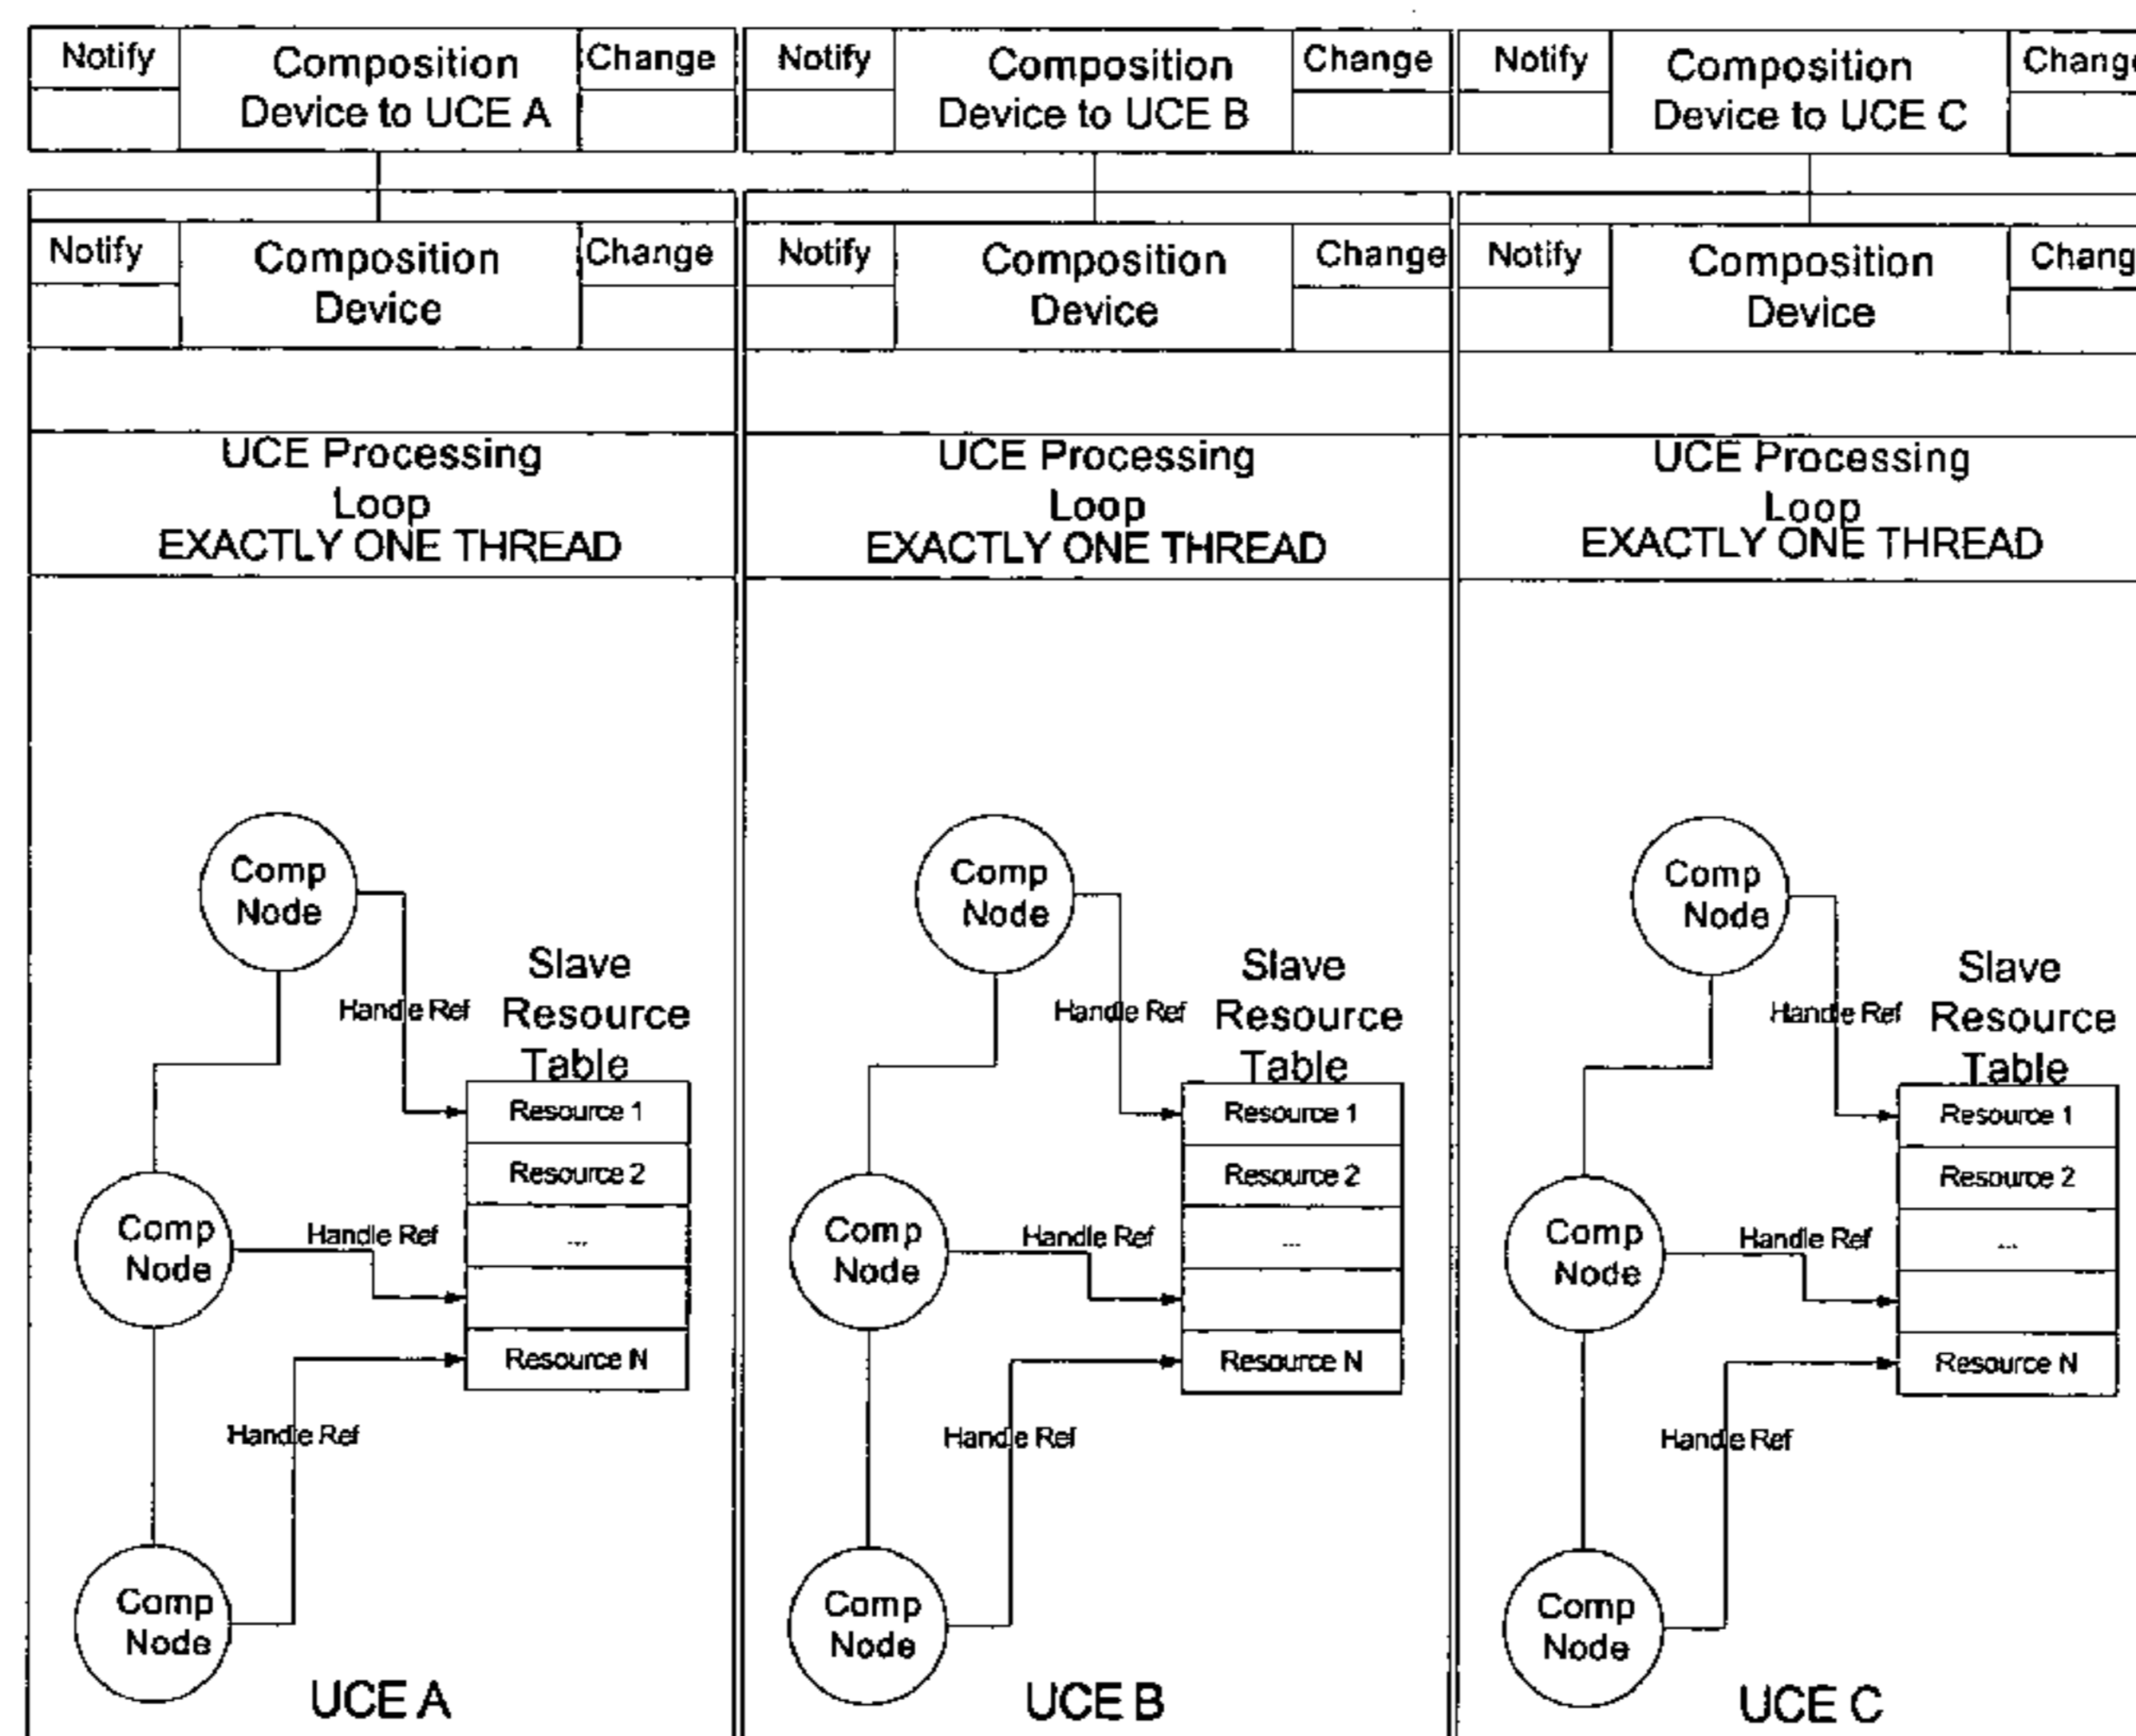 Notify
Composition
Device to UCE A
Change
Notify
Composition
Device to UCE B
Change
Notify
Composition
Device to UCE C
Change
Notify
Composition
Device
Change
Notify
Composition
Device
Change
Notify
Composition
Device
Chang
UCE Processing
Loop
EXACTLY ONE THREAD
UCE Processing
Loop
EXACTLY ONE THREAD
UCE Processing
Loop
EXACTLY ONE THREAD
Comp
Node
Handle Ref
Slave
Resource
Table
Resource 1
Resource 2
...
Resource N
Comp
Node
Handle Ref
Handle Ref
Comp
Node
UCE A
Comp
Node
Handle Ref
Slave
Resource
Table
Resource 1
Resource 2
...
Resource N
Comp
Node
Handle Ref
Handle Ref
Comp
Node
UCE B
Comp
Node
Handle Ref
Slave
Resource
Table
Resource 1
Resource 2
...
Resource N
Comp
Node
Handle Ref
Handle Ref
Comp
Node
UCE C